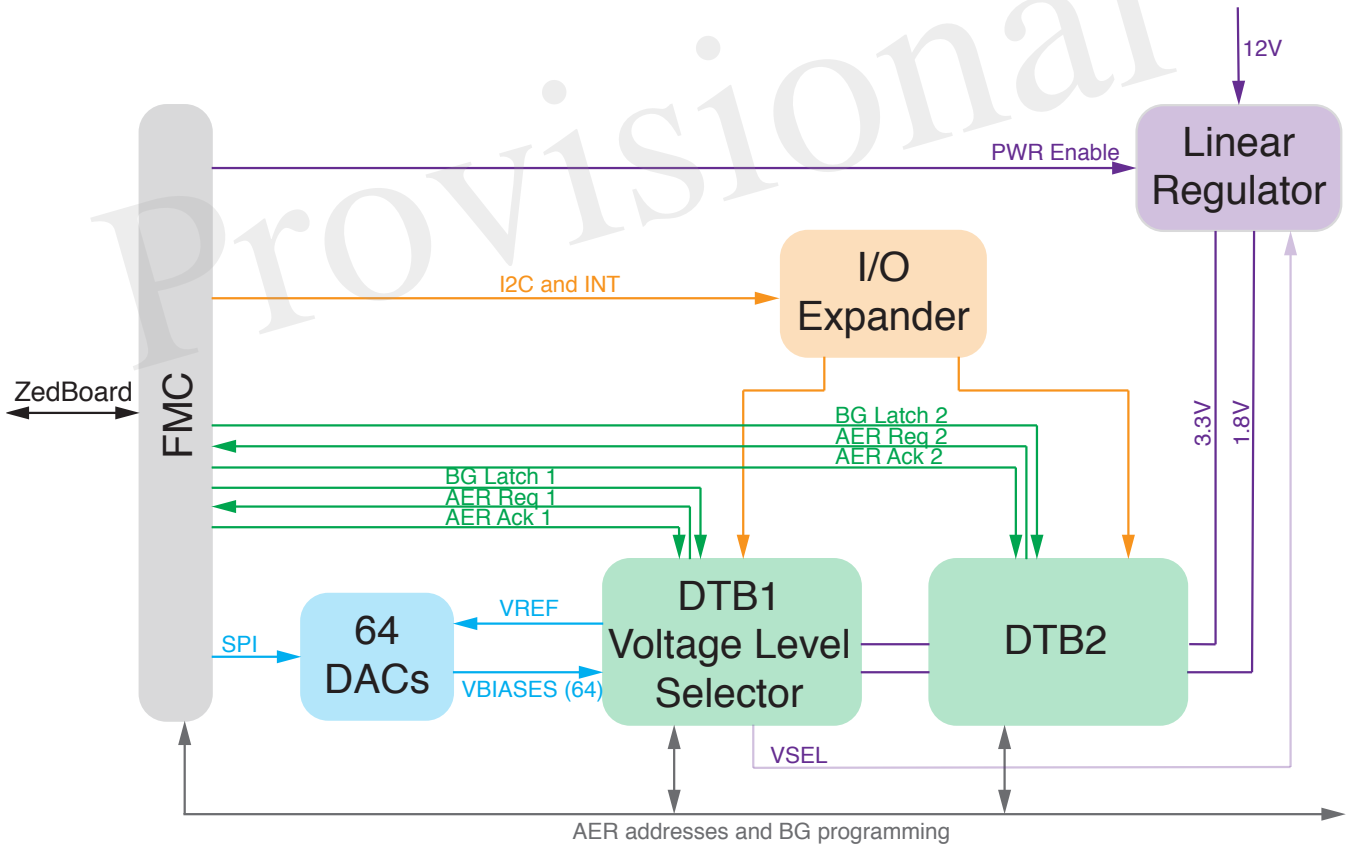 Provisional
12V
Linear
Regulator
PWR Enable
I/O
Expander
I2C and INT
ZedBoard
FMC
3.3V
1.8V
BG Latch 2
AER Req 2
AER Ack 2
BG Latch 1
AER Req 1
AER Ack 1
DTB1
Voltage Level
Selector
DTB2
64
DACs
VREF
SPI
VBIASES (64)
VSEL
AER addresses and BG programming